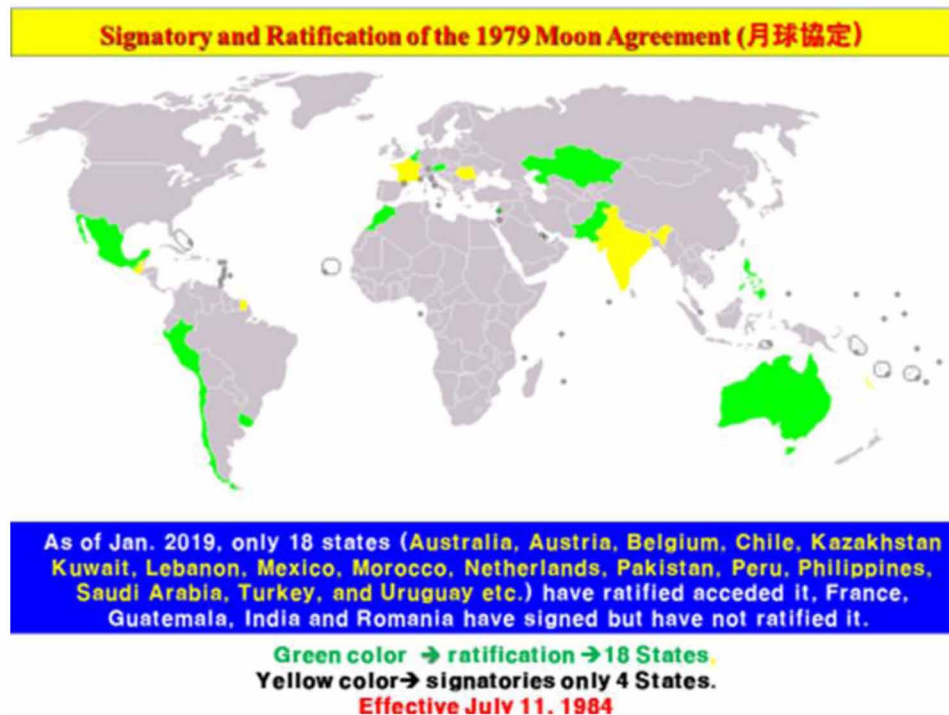 Signatory and Ratification of the 1979 Moon Agreement (月球協定)
As of Jan. 2019, only 18 states (Australia, Austria, Belgium, Chile, Kazakhstan
Kuwait, Lebanon, Mexico, Morocco, Netherlands, Pakistan, Peru, Philippines,
Saudi Arabia, Turkey, and Uruguay etc.) have ratified acceded it, France,
Guatemala, India and Romania have signed but have not ratified it.
Green color ➔ ratification ➔18 States.
Yellow color➔ signatories only 4 States.
Effective July 11, 1984